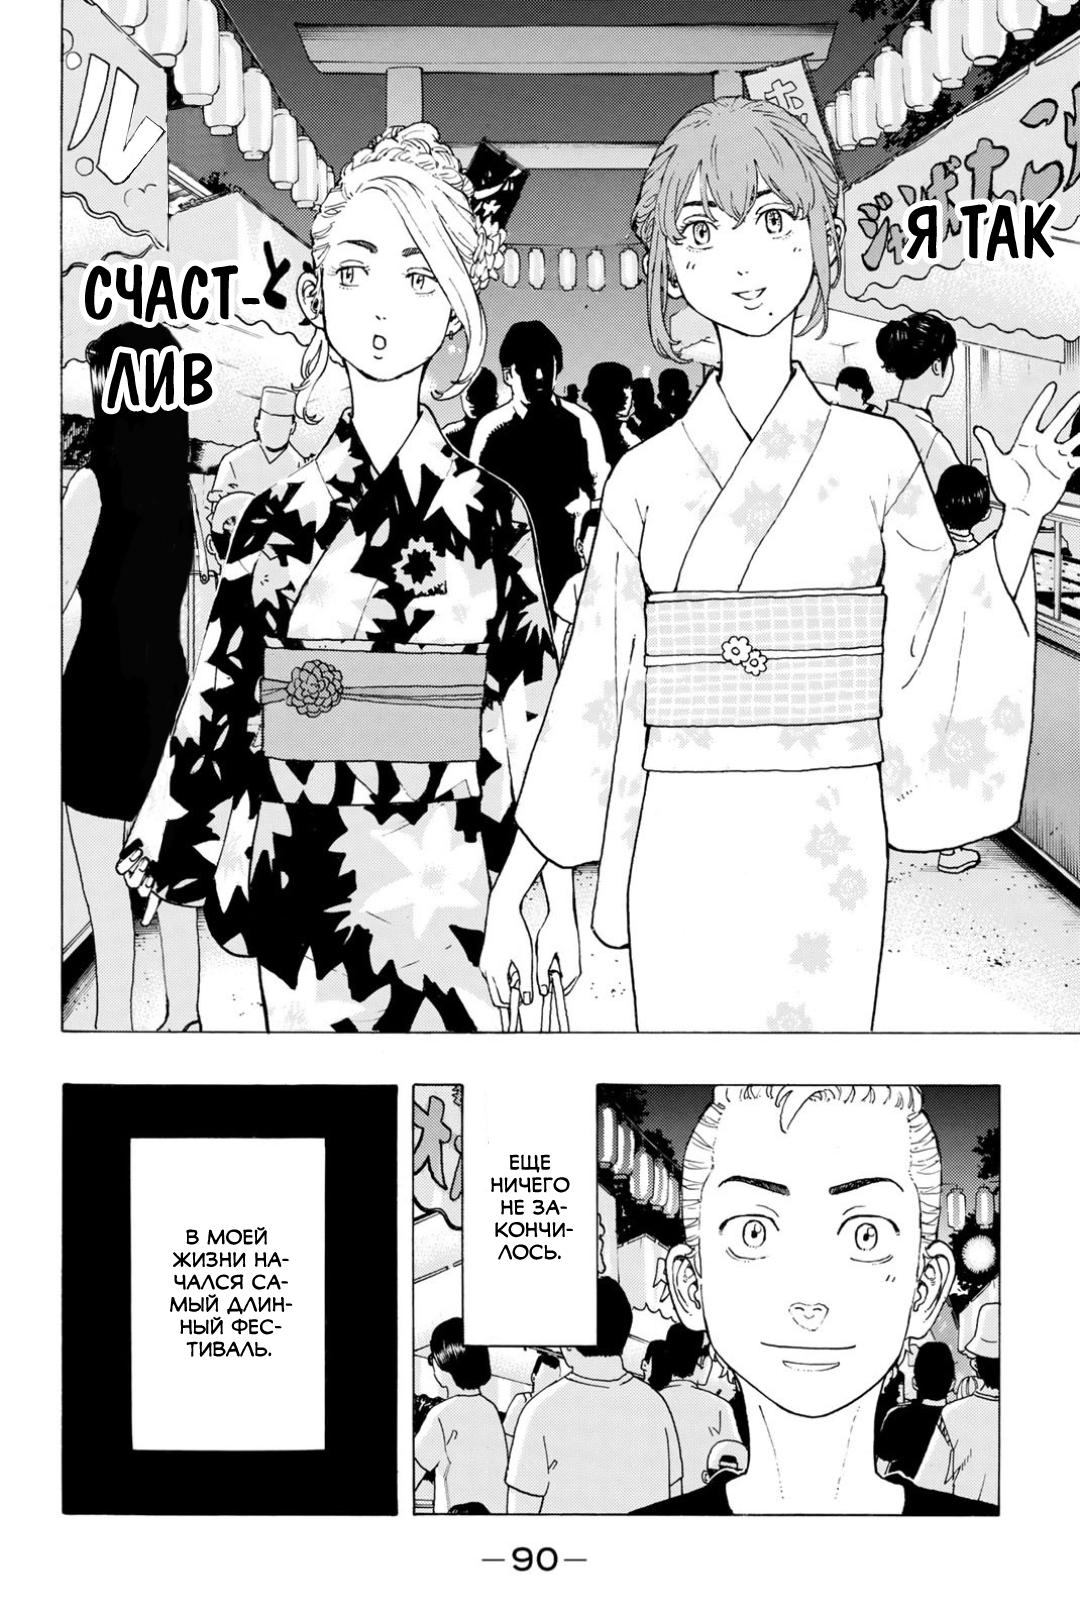 Я ТАК
СЧАСТ-
ЛИВ
ЕЩЕ
НИЧЕГО
НЕ ЗА-
КОНЧИ-
ЛОСЬ.
В МОЕЙ
ЖИЗНИ НА-
ЧАЛСЯ СА-
МЫЙ ДЛИН-
НЫЙ ФЕС-
ТИВАЛЬ.
—90—